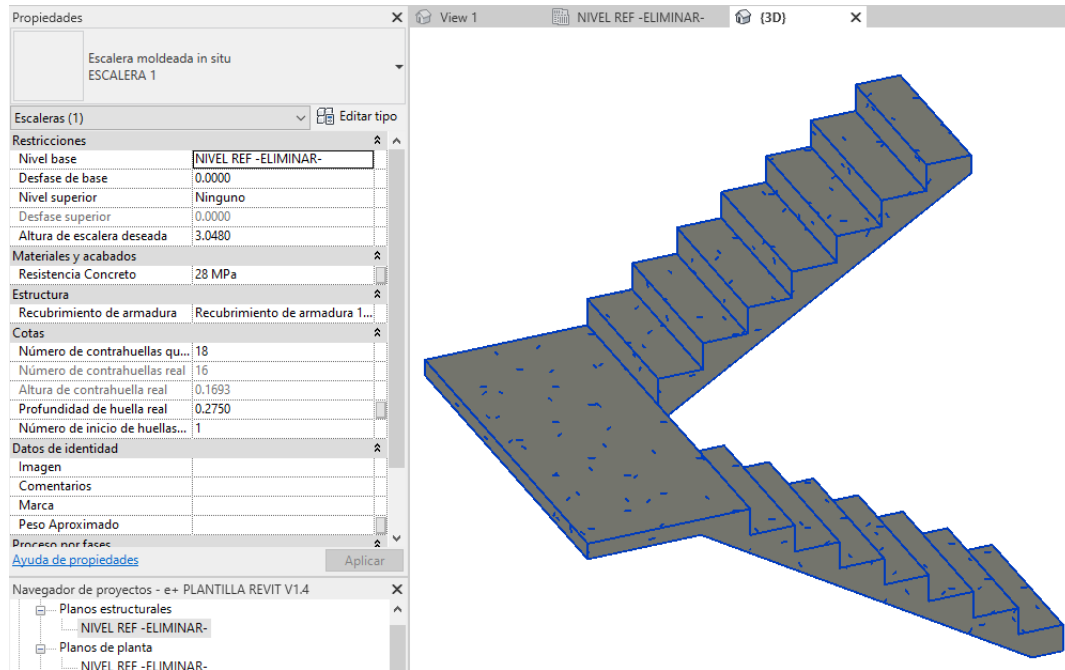 Propiedades
View 1
NIVEL REF -ELIMINAR-
{3D}
Escalera moldeada in situ
ESCALERA 1
Escaleras (1)
Editar tipo
Restricciones
Nivel base NIVEL REF -ELIMINAR-
Desfase de base 0.0000
Nivel superior Ninguno
Desfase superior 0.0000
Altura de escalera deseada 3.0480
Materiales y acabados
Resistencia Concreto 28 MPa
Estructura
Recubrimiento de armadura Recubrimiento de armadura 1...
Cotas
Número de contrahuellas qu... 18
Número de contrahuellas real 16
Altura de contrahuella real 0.1693
Profundidad de huella real 0.2750
Número de inicio de huellas... 1
Datos de identidad
Imagen
Comentarios
Marca
Peso Aproximado
Proceso por fases
Ayuda de propiedades
Aplicar
Navegador de proyectos - e+ PLANTILLA REVIT V1.4
Planos estructurales
NIVEL REF -ELIMINAR-
Planos de planta
NIVEL REF -ELIMINAR-